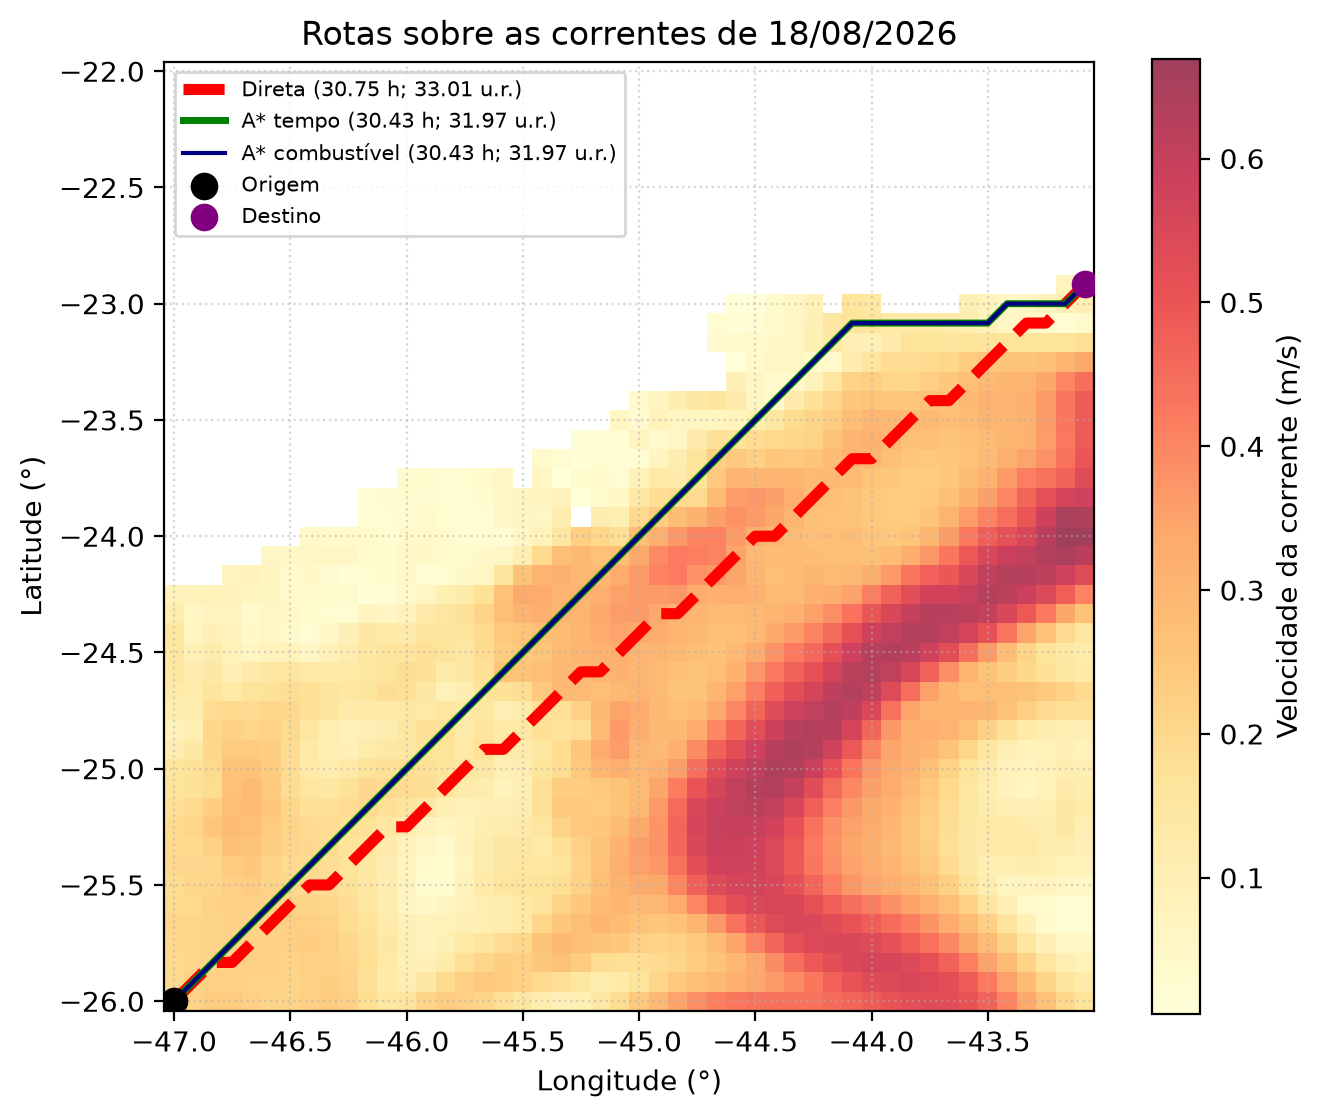 Rotas sobre as correntes de 18/08/2026
Direta (30.75 h; 33.01 u.r.)
A* tempo (30.43 h; 31.97 u.r.)
A* combustível (30.43 h; 31.97 u.r.)
Origem
Destino
−22.0
−22.5
−23.0
−23.5
−24.0
−24.5
−25.0
−25.5
−26.0
Latitude (°)
−47.0 −46.5 −46.0 −45.5 −45.0 −44.5 −44.0 −43.5
Longitude (°)
0.6
0.5
0.4
0.3
0.2
0.1
Velocidade da corrente (m/s)